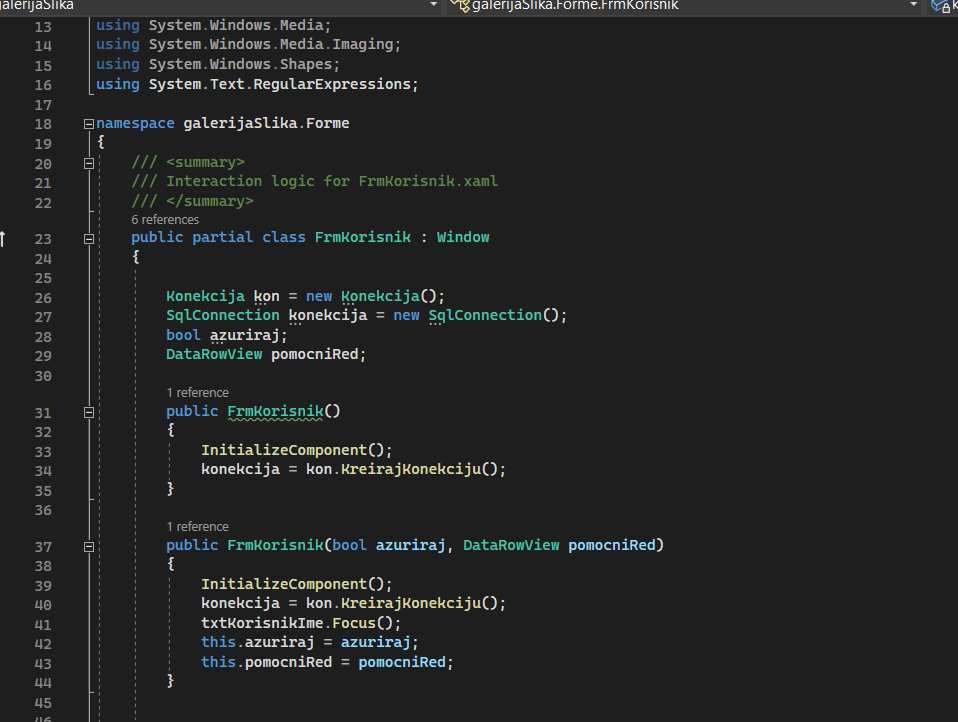 galerijaSlika galerijaSlika.Forme.FrmKorisnik
13 using System.Windows.Media;
14 using System.Windows.Media.Imaging;
15 using System.Windows.Shapes;
16 using System.Text.RegularExpressions;
17
18 namespace galerijaSlika.Forme
19 {
20 /// <summary>
21 /// Interaction logic for FrmKorisnik.xaml
22 /// </summary>
6 references
23 public partial class FrmKorisnik : Window
24 {
25
26 Konekcija kon = new Konekcija();
27 SqlConnection konekcija = new SqlConnection();
28 bool azuriraj;
29 DataRowView pomocniRed;
30
1 reference
31 public FrmKorisnik()
32 {
33 InitializeComponent();
34 konekcija = kon.KreirajKonekciju();
35 }
36
1 reference
37 public FrmKorisnik(bool azuriraj, DataRowView pomocniRed)
38 {
39 InitializeComponent();
40 konekcija = kon.KreirajKonekciju();
41 txtKorisnikIme.Focus();
42 this.azuriraj = azuriraj;
43 this.pomocniRed = pomocniRed;
44 }
45
46